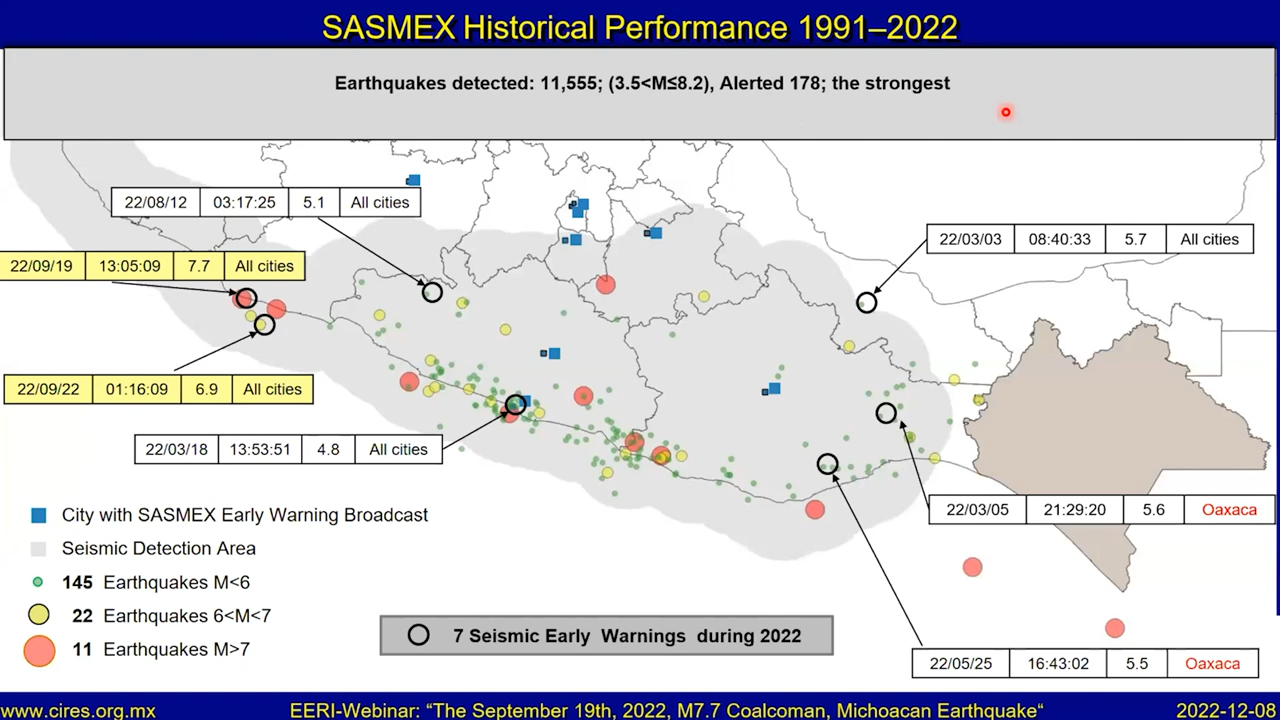 SASMEX Historical Performance 1991–2022
Earthquakes detected: 11,555; (3.5<M≤8.2), Alerted 178; the strongest
22/08/12 03:17:25 5.1 All cities
22/03/03 08:40:33 5.7 All cities
22/09/19 13:05:09 7.7 All cities
22/09/22 01:16:09 6.9 All cities
22/03/18 13:53:51 4.8 All cities
22/03/05 21:29:20 5.6 Oaxaca
22/05/25 16:43:02 5.5 Oaxaca
City with SASMEX Early Warning Broadcast
Seismic Detection Area
145 Earthquakes M<6
22 Earthquakes 6<M<7
11 Earthquakes M>7
7 Seismic Early Warnings during 2022
www.cires.org.mx EERI-Webinar: “The September 19th, 2022, M7.7 Coalcoman, Michoacan Earthquake“ 2022-12-08